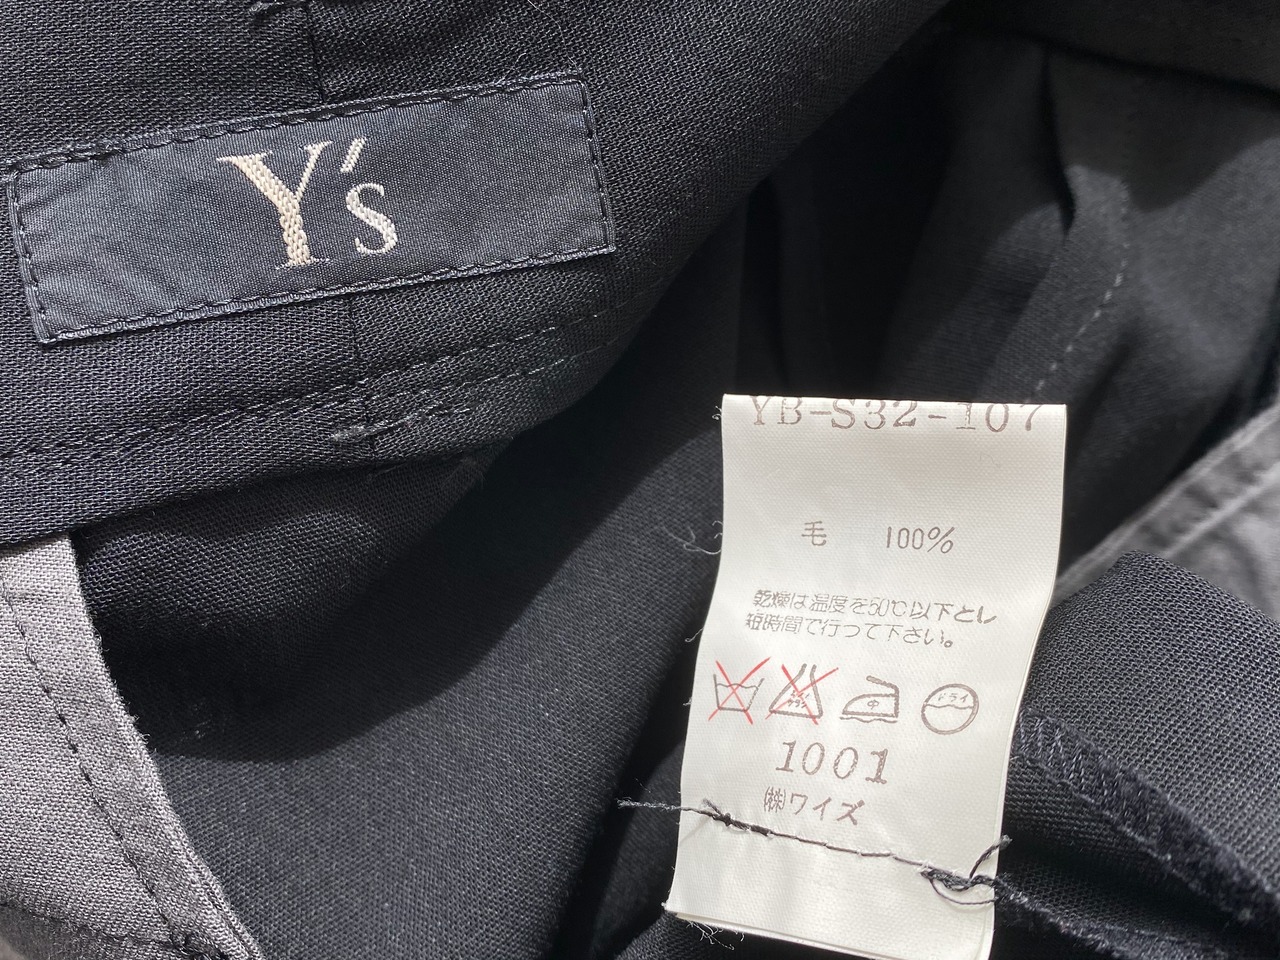 Y's
YB-S32-107
毛 100%
乾燥は温度を50℃以下とし
短時間で行って下さい。
中 ドライ
1001
㈱ワイズ